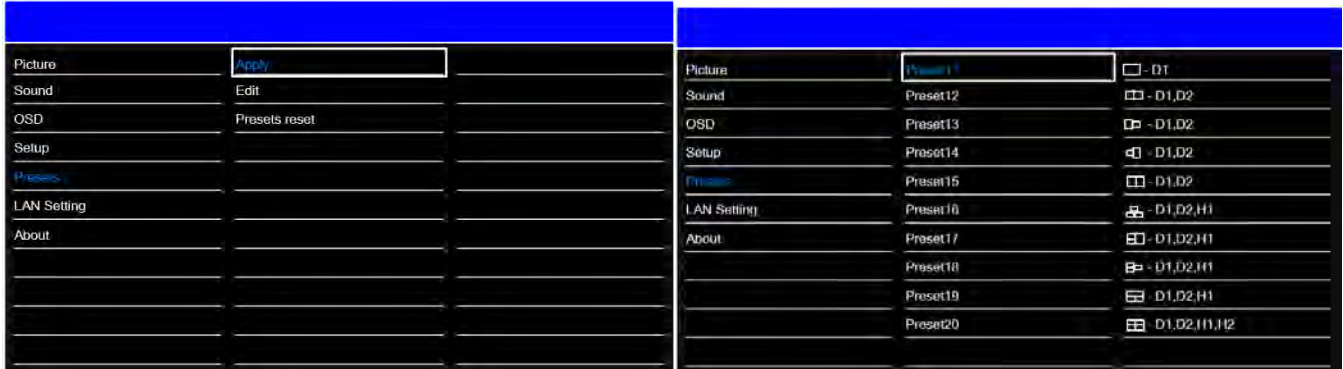 Picture Apply
Sound Edit
OSD Presets reset
Setup
Presets
LAN Setting
About
Picture Preset11 - D1
Sound Preset12 - D1,D2
OSD Preset13 - D1,D2
Setup Preset14 - D1,D2
Presets Preset15 - D1,D2
LAN Setting Preset16 - D1,D2,H1
About Preset17 - D1,D2,H1
Preset18 - D1,D2,H1
Preset19 - D1,D2,H1
Preset20 - D1,D2,H1,H2